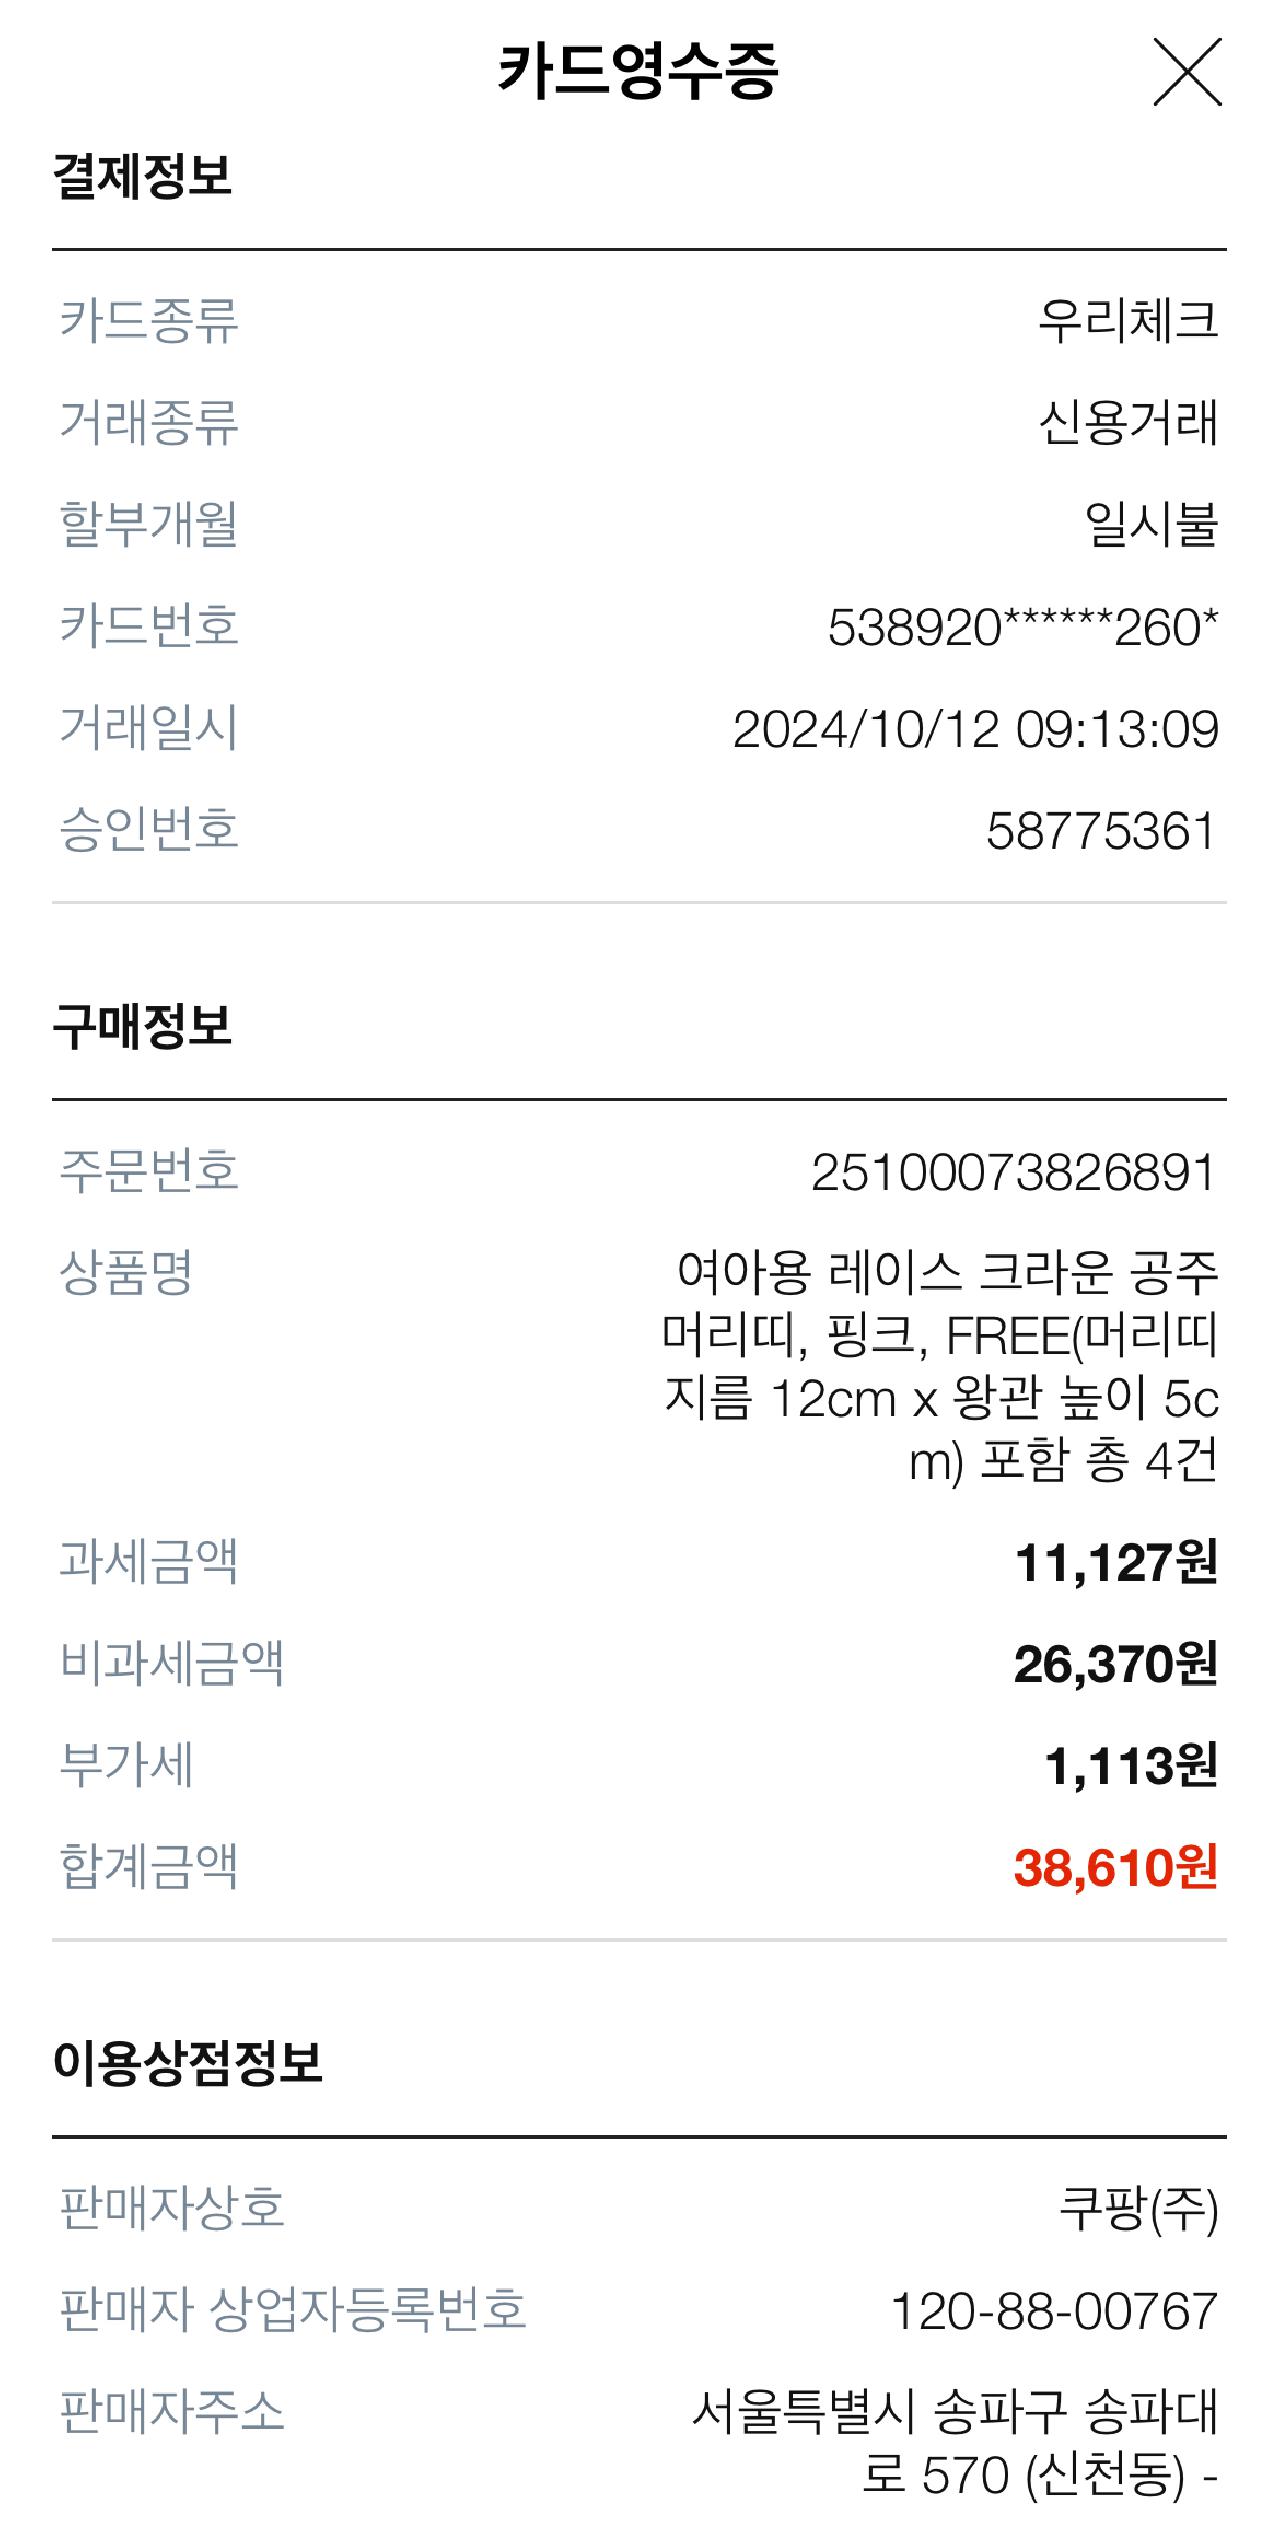 카드영수증
결제정보
카드종류 우리체크
거래종류 신용거래
할부개월 일시불
카드번호 538920******260*
거래일시 2024/10/12 09:13:09
승인번호 58775361
구매정보
주문번호 25100073826891
상품명 여아용 레이스 크라운 공주
머리띠, 핑크, FREE(머리띠
지름 12cm x 왕관 높이 5c
m) 포함 총 4건
과세금액 11,127원
비과세금액 26,370원
부가세 1,113원
합계금액 38,610원
이용상점정보
판매자상호 쿠팡(주)
판매자 상업자등록번호 120-88-00767
판매자주소 서울특별시 송파구 송파대
로 570 (신천동) -